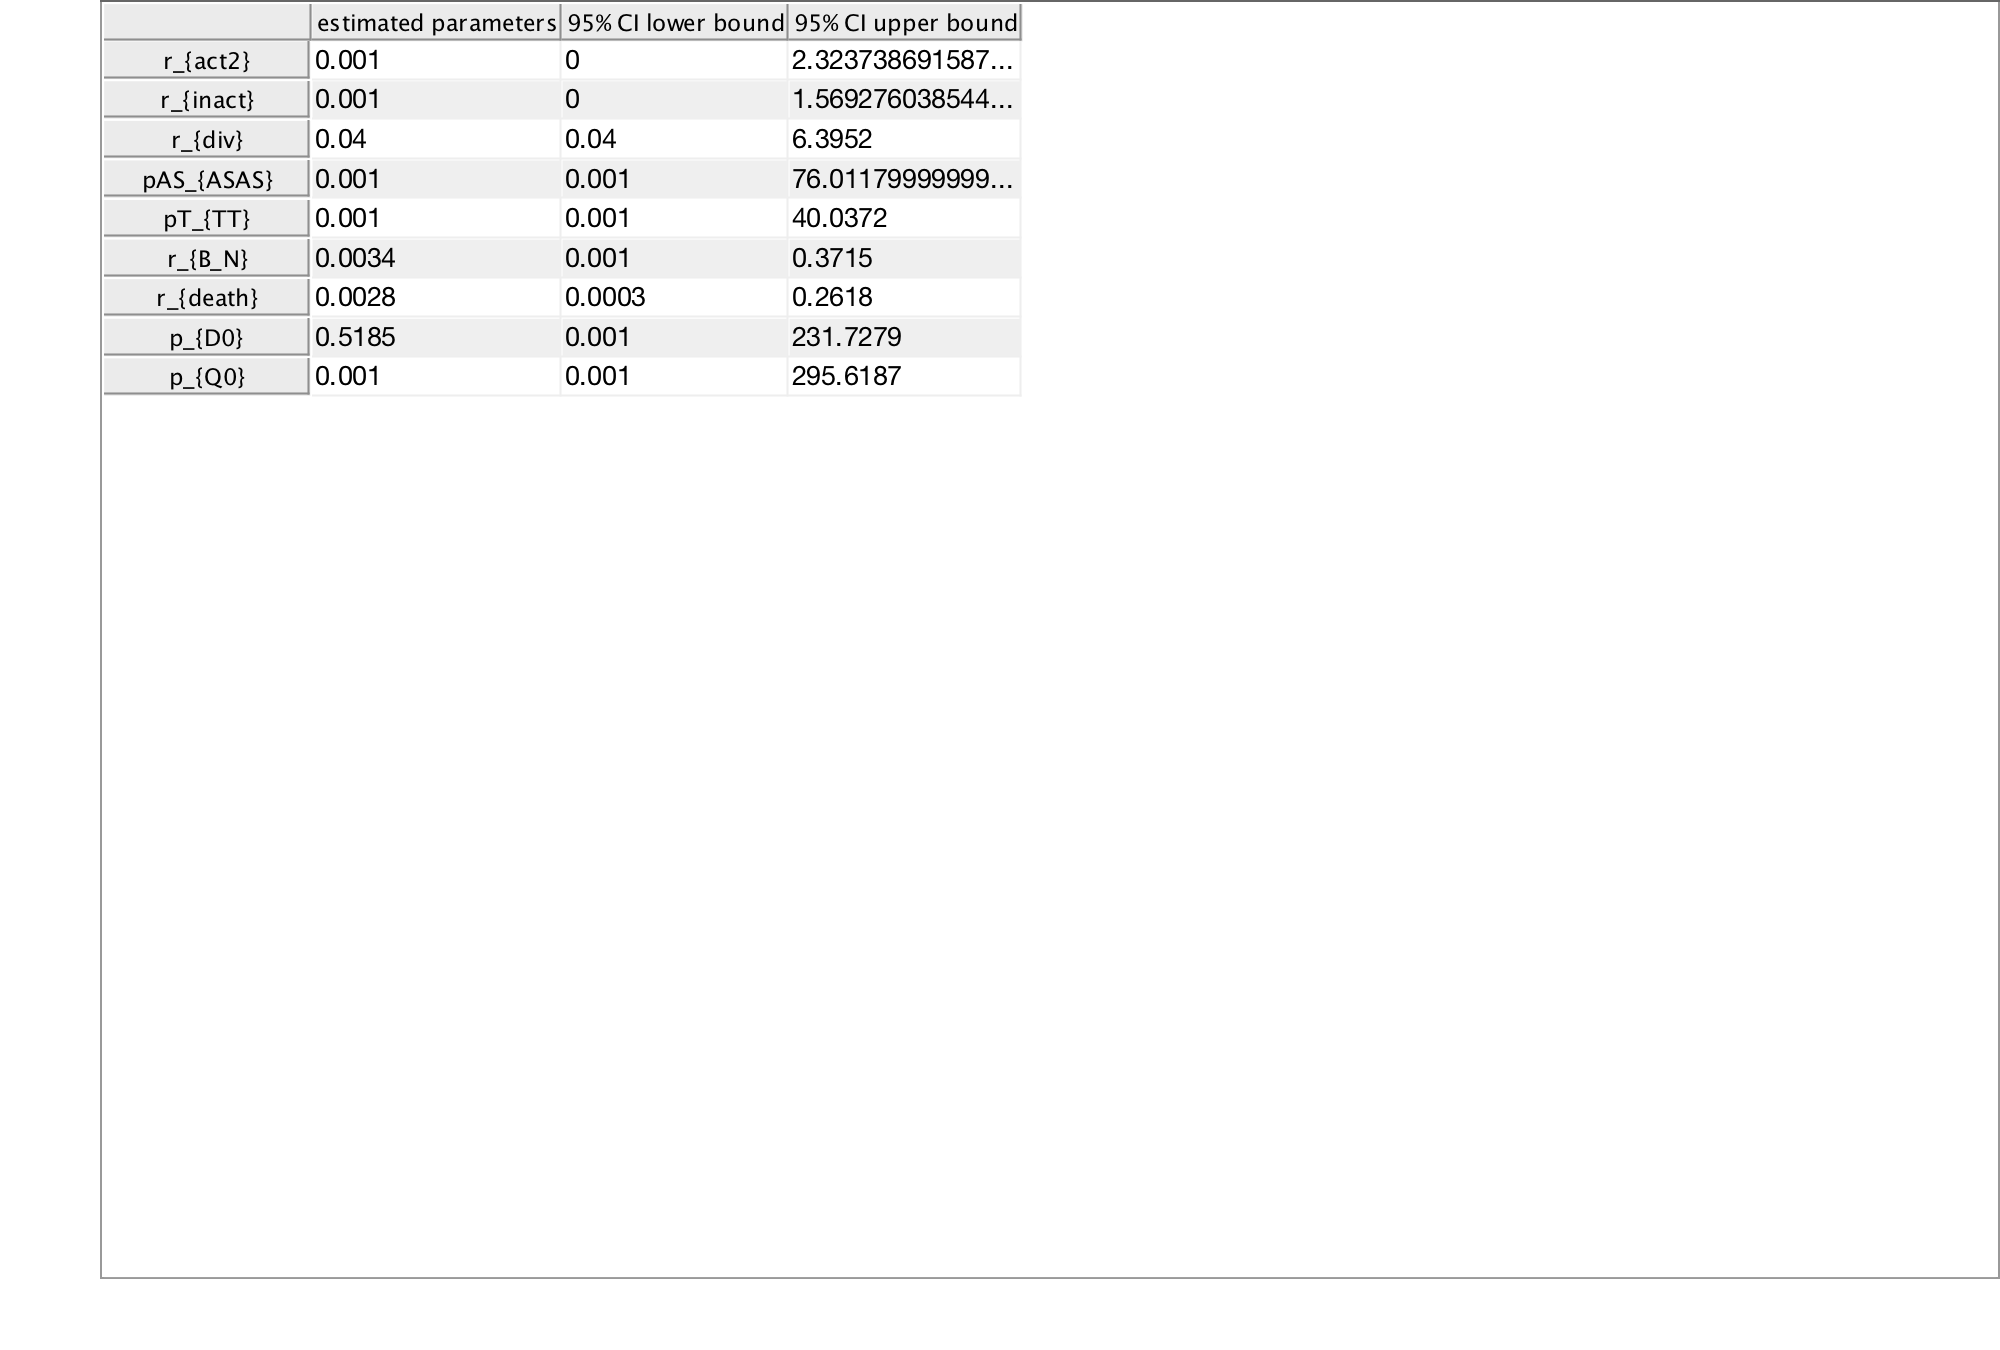 estimated parameters 95% CI lower bound 95% CI upper bound
r_{act2} 0.001 0 2.323738691587...
r_{inact} 0.001 0 1.569276038544...
r_{div} 0.04 0.04 6.3952
pAS_{ASAS} 0.001 0.001 76.01179999999...
pT_{TT} 0.001 0.001 40.0372
r_{B_N} 0.0034 0.001 0.3715
r_{death} 0.0028 0.0003 0.2618
p_{D0} 0.5185 0.001 231.7279
p_{Q0} 0.001 0.001 295.6187